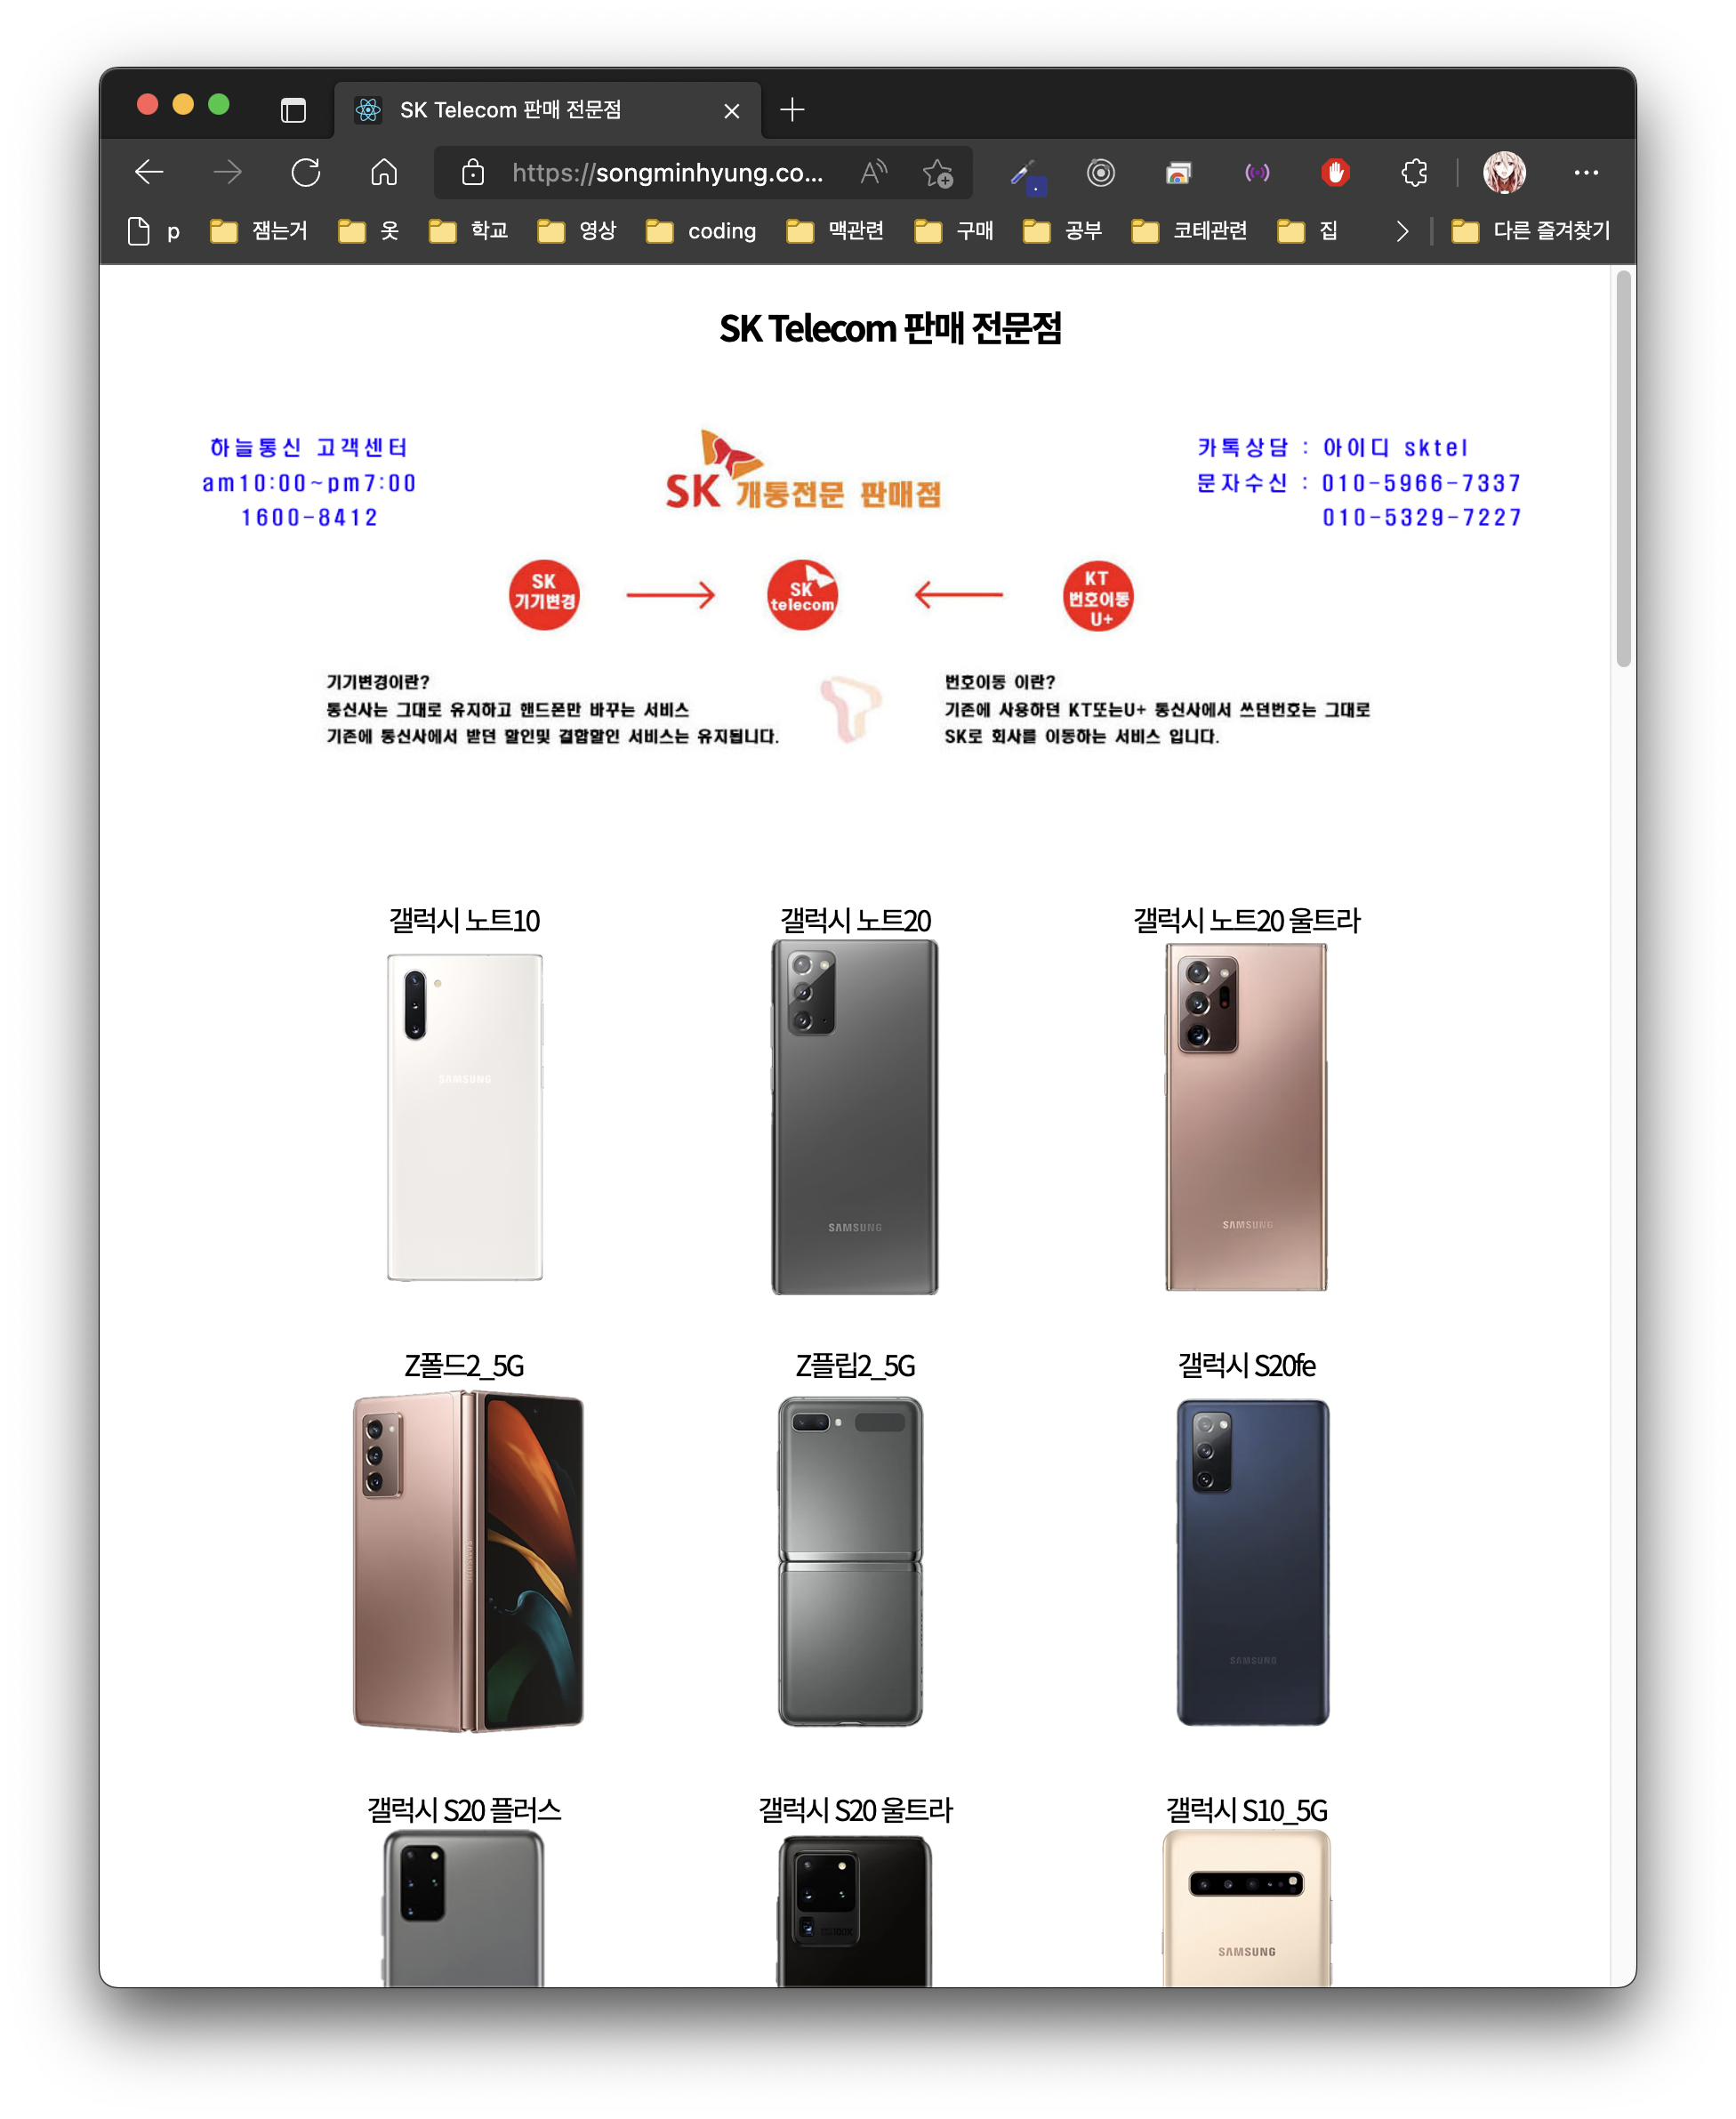 SK Telecom 판매 전문점
https://songminhyung.co...
p 잼는거 옷 학교 영상 coding 맥관련 구매 공부 코테관련 집 다른 즐겨찾기
SK Telecom 판매 전문점
하늘통신 고객센터
am10:00~pm7:00
1600-8412
SK 개통전문 판매점
카톡상담 : 아이디 sktel
문자수신 : 010-5966-7337
010-5329-7227
SK
기기변경
SK
telecom
KT
번호이동
U+
기기변경이란?
통신사는 그대로 유지하고 핸드폰만 바꾸는 서비스
기존에 통신사에서 받던 할인및 결합할인 서비스는 유지됩니다.
번호이동 이란?
기존에 사용하던 KT또는U+ 통신사에서 쓰던번호는 그대로
SK로 회사를 이동하는 서비스 입니다.
갤럭시 노트10
갤럭시 노트20
갤럭시 노트20 울트라
SAMSUNG
SAMSUNG
SAMSUNG
Z폴드2_5G
Z플립2_5G
갤럭시 S20fe
SAMSUNG
SAMSUNG
갤럭시 S20 플러스
갤럭시 S20 울트라
갤럭시 S10_5G
SAMSUNG